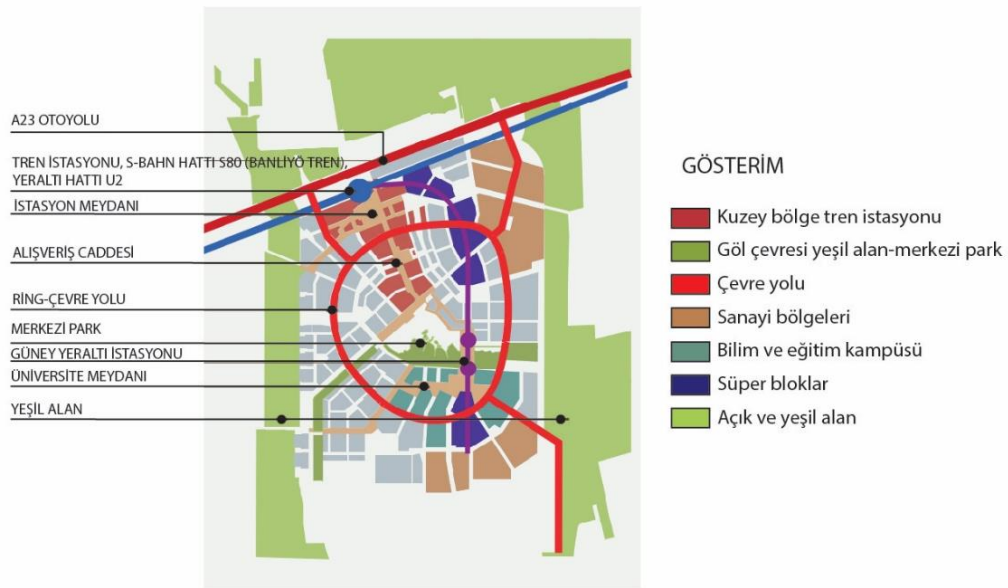 A23 OTOYOLU
TREN İSTASYONU, S-BAHN HATTI S80 (BANLİYÖ TREN),
YERALTI HATTI U2
İSTASYON MEYDANI
ALIŞVERİŞ CADDESİ
RİNG-ÇEVRE YOLU
MERKEZİ PARK
GÜNEY YERALTI İSTASYONU
ÜNİVERSİTE MEYDANI
YEŞİL ALAN
GÖSTERİM
Kuzey bölge tren istasyonu
Göl çevresi yeşil alan-merkezi park
Çevre yolu
Sanayi bölgeleri
Bilim ve eğitim kampüsü
Süper bloklar
Açık ve yeşil alan